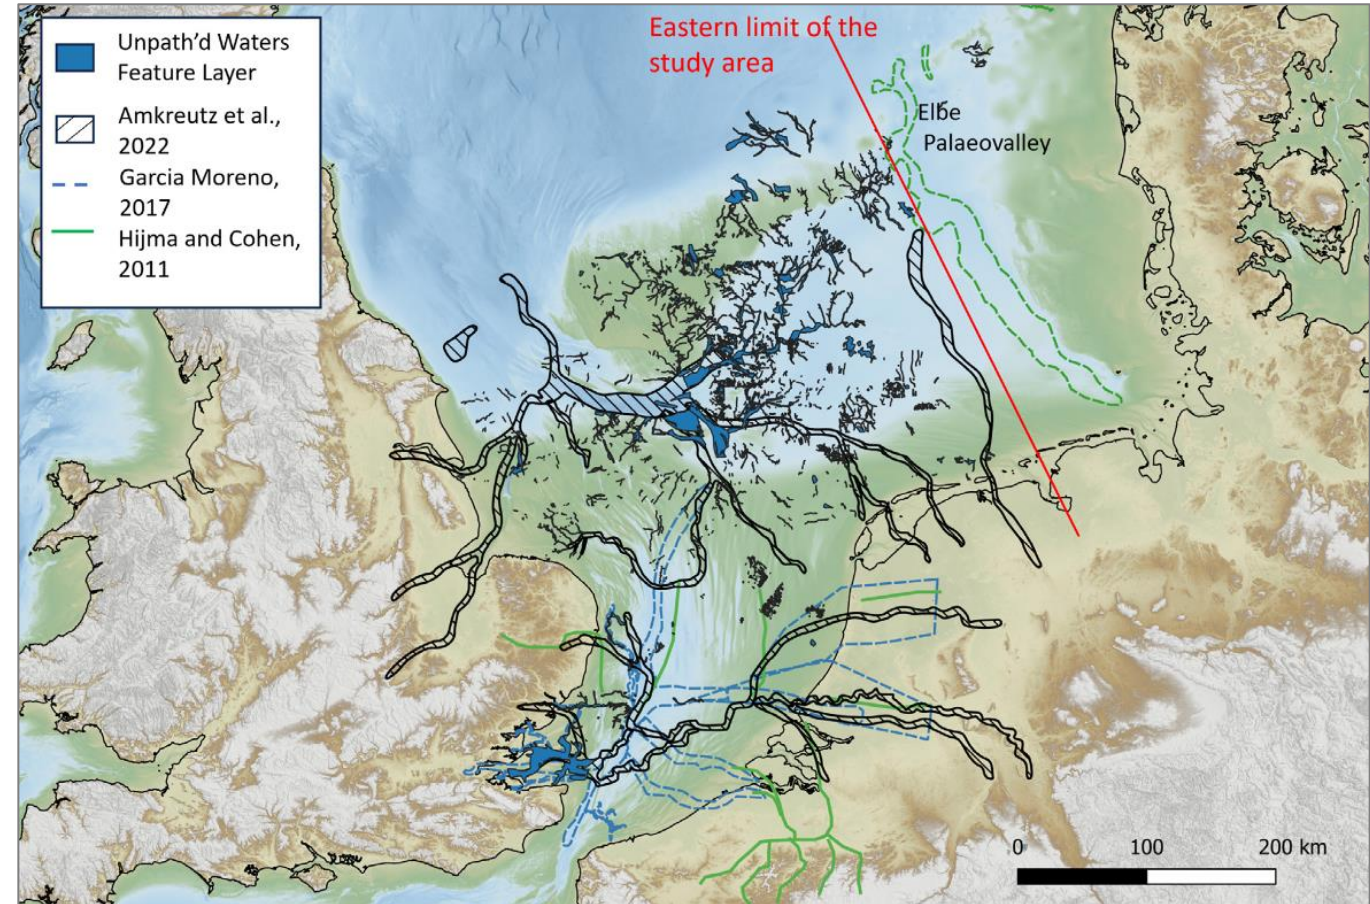 Unpath'd Waters
Feature Layer
Amkreutz et al.,
2022
Garcia Moreno,
2017
Hijma and Cohen,
2011
Eastern limit of the
study area
Elbe
Palaeovalley
0 100 200 km